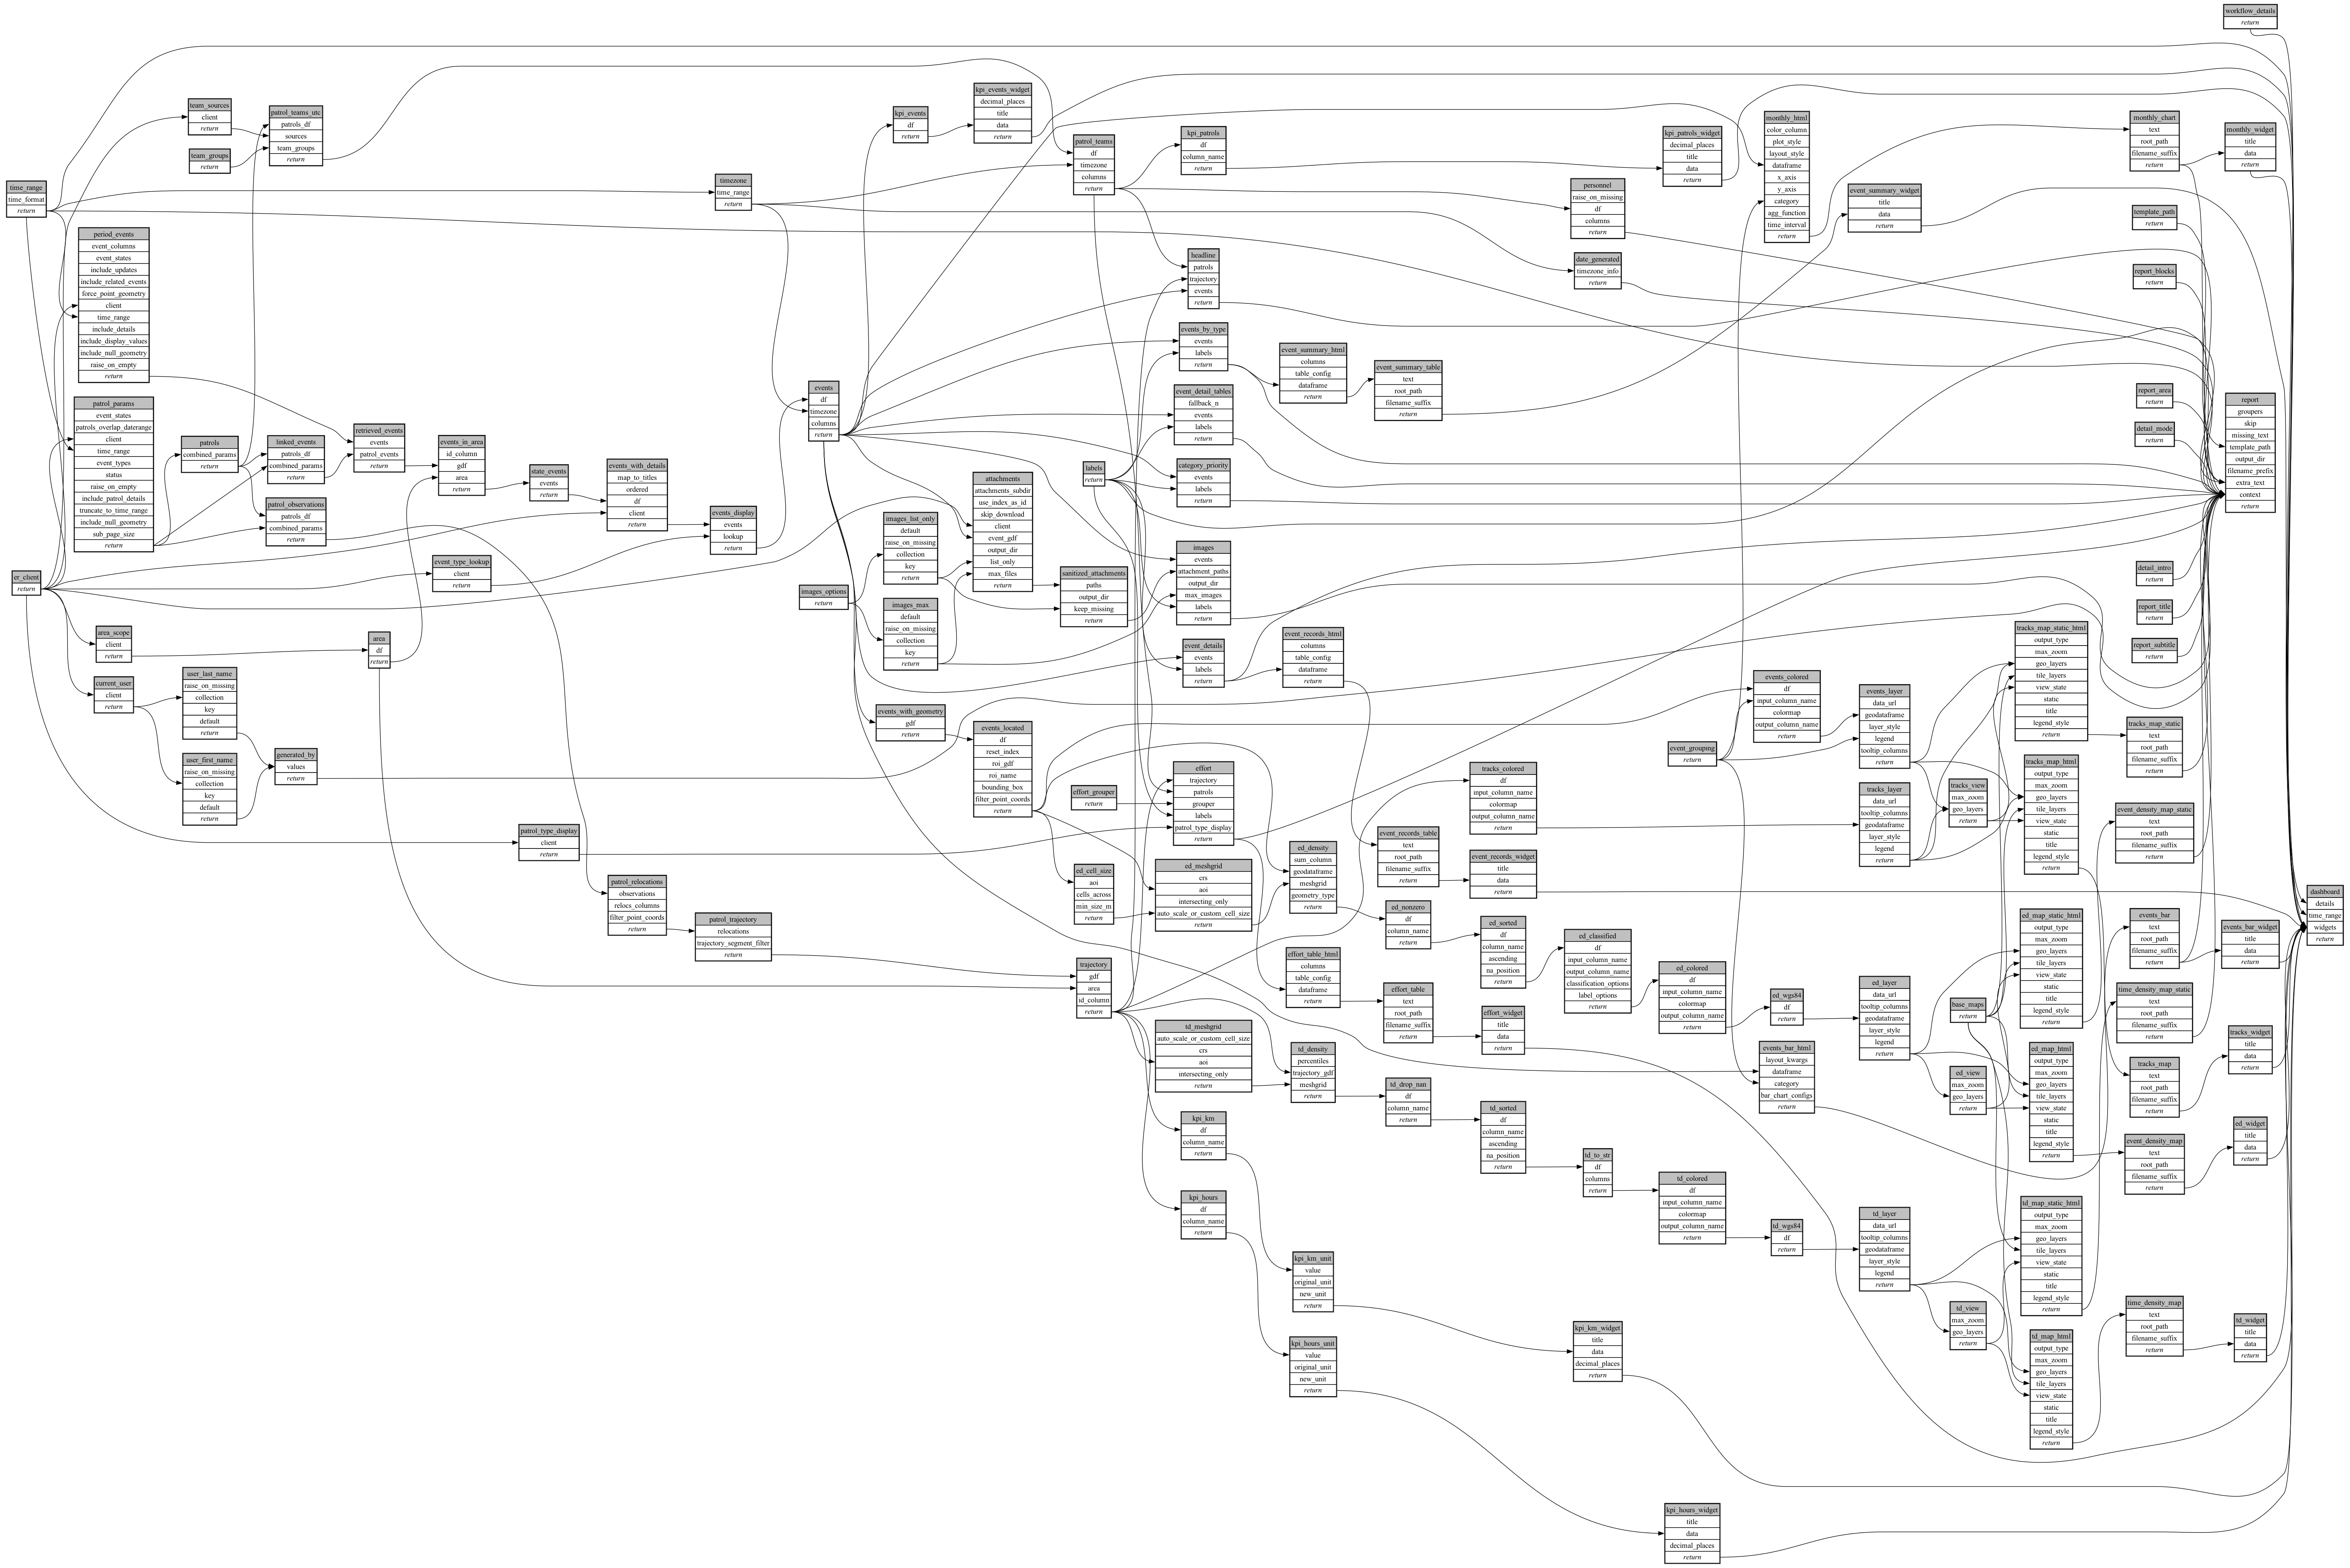 workflow_details
return
time_range
time_format
return
team_sources
client
return
team_groups
return
patrol_teams_utc
patrols_df
sources
team_groups
return
period_events
event_columns
event_states
include_updates
include_related_events
force_point_geometry
client
time_range
include_details
include_display_values
include_null_geometry
raise_on_empty
return
patrol_params
event_states
patrols_overlap_daterange
client
time_range
event_types
status
raise_on_empty
include_patrol_details
truncate_to_time_range
include_null_geometry
sub_page_size
return
patrols
combined_params
return
linked_events
patrols_df
combined_params
return
patrol_observations
patrols_df
combined_params
return
retrieved_events
events
patrol_events
return
events_in_area
id_column
gdf
area
return
state_events
events
return
events_with_details
map_to_titles
ordered
df
client
return
event_type_lookup
client
return
events_display
events
lookup
return
er_client
return
area_scope
client
return
current_user
client
return
user_last_name
raise_on_missing
collection
key
default
return
user_first_name
raise_on_missing
collection
key
default
return
generated_by
values
return
area
df
return
patrol_type_display
client
return
patrol_relocations
observations
relocs_columns
filter_point_coords
return
patrol_trajectory
relocations
trajectory_segment_filter
return
timezone
time_range
return
events
df
timezone
columns
return
images_options
return
kpi_events
df
return
kpi_events_widget
decimal_places
title
data
return
images_list_only
default
raise_on_missing
collection
key
return
images_max
default
raise_on_missing
collection
key
return
attachments
attachments_subdir
use_index_as_id
skip_download
client
event_gdf
output_dir
list_only
max_files
return
events_with_geometry
gdf
return
events_located
df
reset_index
roi_gdf
roi_name
bounding_box
filter_point_coords
return
patrol_teams
df
timezone
columns
return
labels
return
sanitized_attachments
paths
output_dir
keep_missing
return
effort_grouper
return
ed_cell_size
aoi
cells_across
min_size_m
return
trajectory
gdf
area
id_column
return
kpi_patrols
df
column_name
return
headline
patrols
trajectory
events
return
events_by_type
events
labels
return
event_detail_tables
fallback_n
events
labels
return
category_priority
events
labels
return
images
events
attachment_paths
output_dir
max_images
labels
return
event_details
events
labels
return
effort
trajectory
patrols
grouper
labels
patrol_type_display
return
ed_meshgrid
crs
aoi
intersecting_only
auto_scale_or_custom_cell_size
return
td_meshgrid
auto_scale_or_custom_cell_size
crs
aoi
intersecting_only
return
kpi_km
df
column_name
return
kpi_hours
df
column_name
return
event_summary_html
columns
table_config
dataframe
return
event_summary_table
text
root_path
filename_suffix
return
event_records_html
columns
table_config
dataframe
return
ed_density
sum_column
geodataframe
meshgrid
geometry_type
return
effort_table_html
columns
table_config
dataframe
return
td_density
percentiles
trajectory_gdf
meshgrid
return
kpi_km_unit
value
original_unit
new_unit
return
kpi_hours_unit
value
original_unit
new_unit
return
event_records_table
text
root_path
filename_suffix
return
ed_nonzero
df
column_name
return
effort_table
text
root_path
filename_suffix
return
td_drop_nan
df
column_name
return
tracks_colored
df
input_column_name
colormap
output_column_name
return
event_records_widget
title
data
return
ed_sorted
df
column_name
ascending
na_position
return
effort_widget
title
data
return
td_sorted
df
column_name
ascending
na_position
return
personnel
raise_on_missing
df
columns
return
date_generated
timezone_info
return
ed_classified
df
input_column_name
output_column_name
classification_options
label_options
return
td_to_str
df
columns
return
kpi_km_widget
title
data
decimal_places
return
kpi_patrols_widget
decimal_places
title
data
return
event_grouping
return
ed_colored
df
input_column_name
colormap
output_column_name
return
td_colored
df
input_column_name
colormap
output_column_name
return
kpi_hours_widget
title
data
decimal_places
return
monthly_html
color_column
plot_style
layout_style
dataframe
x_axis
y_axis
category
agg_function
time_interval
return
events_colored
df
input_column_name
colormap
output_column_name
return
ed_wgs84
df
return
events_bar_html
layout_kwargs
dataframe
category
bar_chart_configs
return
td_wgs84
df
return
event_summary_widget
title
data
return
events_layer
data_url
geodataframe
layer_style
legend
tooltip_columns
return
tracks_layer
data_url
tooltip_columns
geodataframe
layer_style
legend
return
ed_layer
data_url
tooltip_columns
geodataframe
layer_style
legend
return
td_layer
data_url
tooltip_columns
geodataframe
layer_style
legend
return
tracks_view
max_zoom
geo_layers
return
base_maps
return
ed_view
max_zoom
geo_layers
return
td_view
max_zoom
geo_layers
return
tracks_map_static_html
output_type
max_zoom
geo_layers
tile_layers
view_state
static
title
legend_style
return
tracks_map_html
output_type
max_zoom
geo_layers
tile_layers
view_state
static
title
legend_style
return
ed_map_static_html
output_type
max_zoom
geo_layers
tile_layers
view_state
static
title
legend_style
return
ed_map_html
output_type
max_zoom
geo_layers
tile_layers
view_state
static
title
legend_style
return
td_map_static_html
output_type
max_zoom
geo_layers
tile_layers
view_state
static
title
legend_style
return
td_map_html
output_type
max_zoom
geo_layers
tile_layers
view_state
static
title
legend_style
return
monthly_chart
text
root_path
filename_suffix
return
template_path
return
report_blocks
return
report_area
return
detail_mode
return
detail_intro
return
report_title
return
report_subtitle
return
tracks_map_static
text
root_path
filename_suffix
return
event_density_map_static
text
root_path
filename_suffix
return
events_bar
text
root_path
filename_suffix
return
time_density_map_static
text
root_path
filename_suffix
return
tracks_map
text
root_path
filename_suffix
return
event_density_map
text
root_path
filename_suffix
return
time_density_map
text
root_path
filename_suffix
return
monthly_widget
title
data
return
report
groupers
skip
missing_text
template_path
output_dir
filename_prefix
extra_text
context
return
events_bar_widget
title
data
return
tracks_widget
title
data
return
ed_widget
title
data
return
td_widget
title
data
return
dashboard
details
time_range
widgets
return